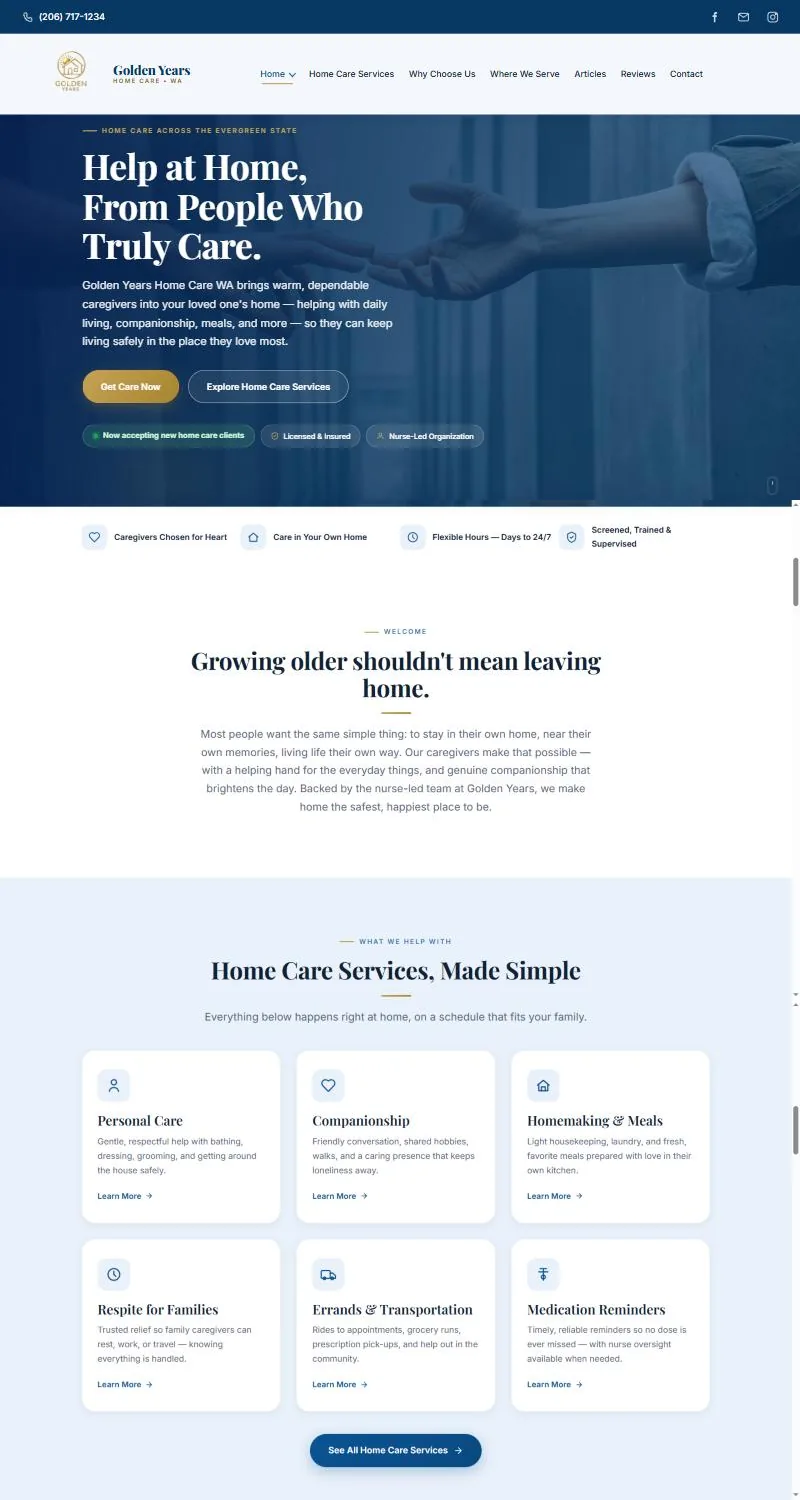 (206) 717-1234
GOLDEN
YEARS
Golden Years
HOME CARE • WA
Home
Home Care Services
Why Choose Us
Where We Serve
Articles
Reviews
Contact
HOME CARE ACROSS THE EVERGREEN STATE
Help at Home,
From People Who
Truly Care.
Golden Years Home Care WA brings warm, dependable
caregivers into your loved one's home — helping with daily
living, companionship, meals, and more — so they can keep
living safely in the place they love most.
Get Care Now
Explore Home Care Services
Now accepting new home care clients
Licensed & Insured
Nurse-Led Organization
Caregivers Chosen for Heart
Care in Your Own Home
Flexible Hours — Days to 24/7
Screened, Trained &
Supervised
WELCOME
Growing older shouldn't mean leaving
home.
Most people want the same simple thing: to stay in their own home, near their
own memories, living life their own way. Our caregivers make that possible —
with a helping hand for the everyday things, and genuine companionship that
brightens the day. Backed by the nurse-led team at Golden Years, we make
home the safest, happiest place to be.
WHAT WE HELP WITH
Home Care Services, Made Simple
Everything below happens right at home, on a schedule that fits your family.
Personal Care
Gentle, respectful help with bathing,
dressing, grooming, and getting around
the house safely.
Learn More →
Companionship
Friendly conversation, shared hobbies,
walks, and a caring presence that keeps
loneliness away.
Learn More →
Homemaking & Meals
Light housekeeping, laundry, and fresh,
favorite meals prepared with love in their
own kitchen.
Learn More →
Respite for Families
Trusted relief so family caregivers can
rest, work, or travel — knowing
everything is handled.
Learn More →
Errands & Transportation
Rides to appointments, grocery runs,
prescription pick-ups, and help out in the
community.
Learn More →
Medication Reminders
Timely, reliable reminders so no dose is
ever missed — with nurse oversight
available when needed.
Learn More →
See All Home Care Services →